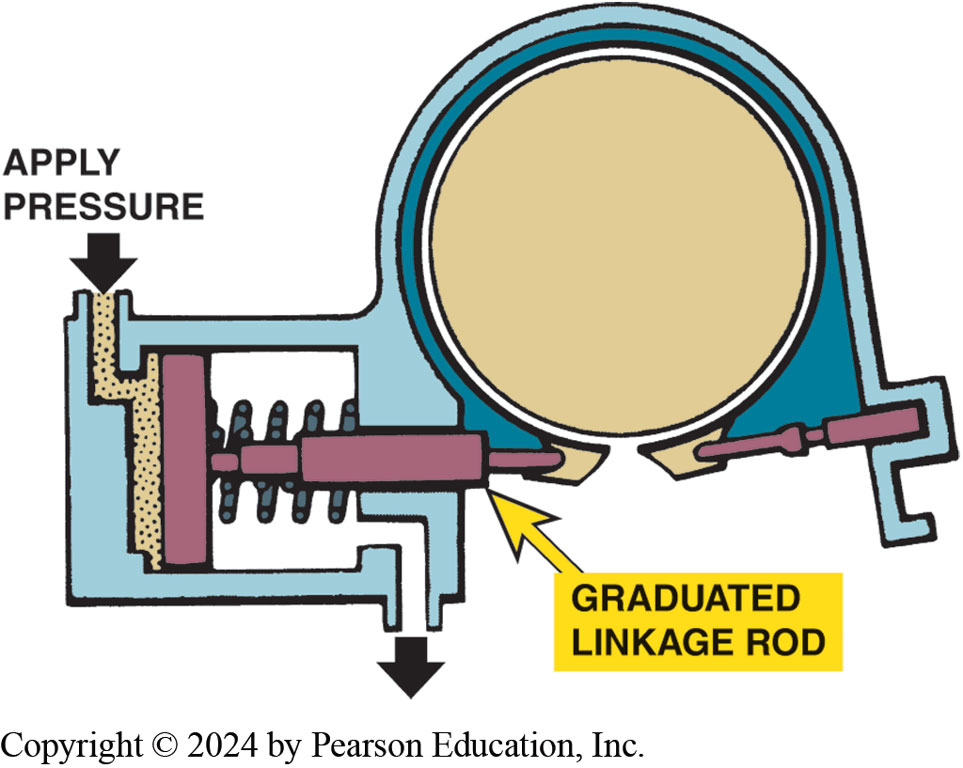 APPLY
PRESSURE
GRADUATED
LINKAGE ROD
Copyright © 2024 by Pearson Education, Inc.